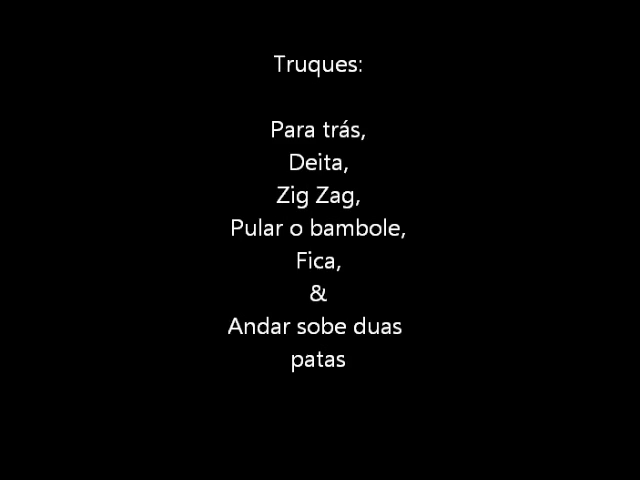 Truques:
Para trás,
Deita,
Zig Zag,
Pular o bambole,
Fica,
&
Andar sobe duas
patas